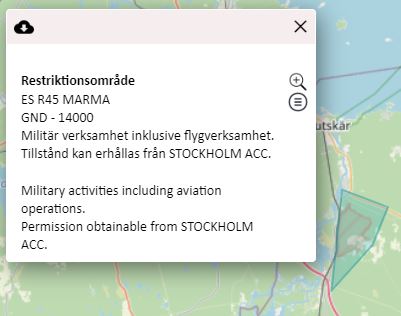 Restriktionsområde
ES R45 MARMA
GND - 14000
Militär verksamhet inklusive flygverksamhet.
Tillstånd kan erhållas från STOCKHOLM ACC.
utskär
Military activities including aviation
operations.
Permission obtainable from STOCKHOLM
ACC.